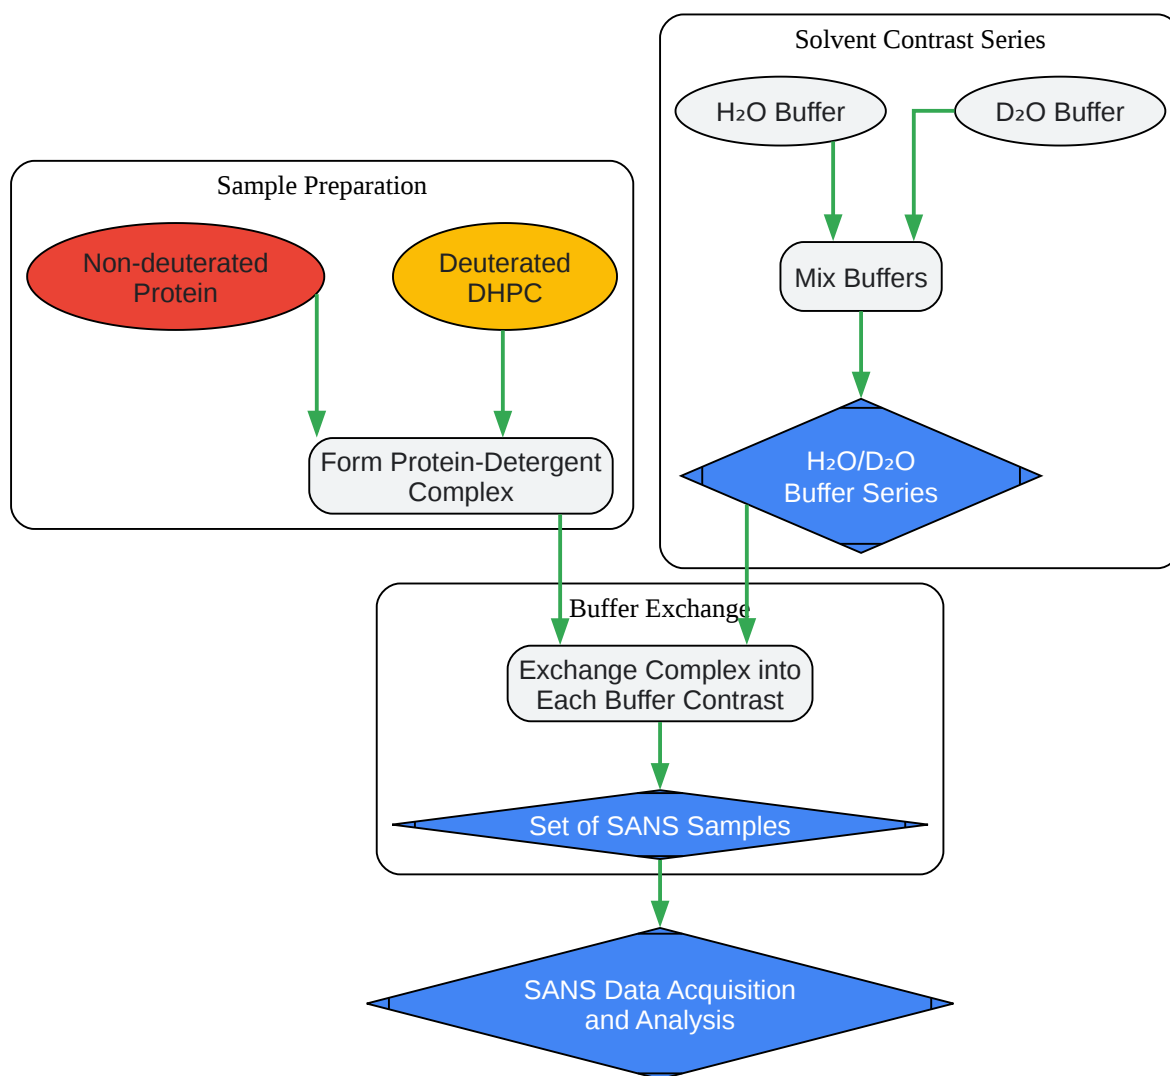 Solvent Contrast Series
H₂O Buffer
D₂O Buffer
Mix Buffers
H₂O/D₂O
Buffer Series
Sample Preparation
Non-deuterated
Protein
Deuterated
DHPC
Form Protein-Detergent
Complex
Buffer Exchange
Exchange Complex into
Each Buffer Contrast
Set of SANS Samples
SANS Data Acquisition
and Analysis